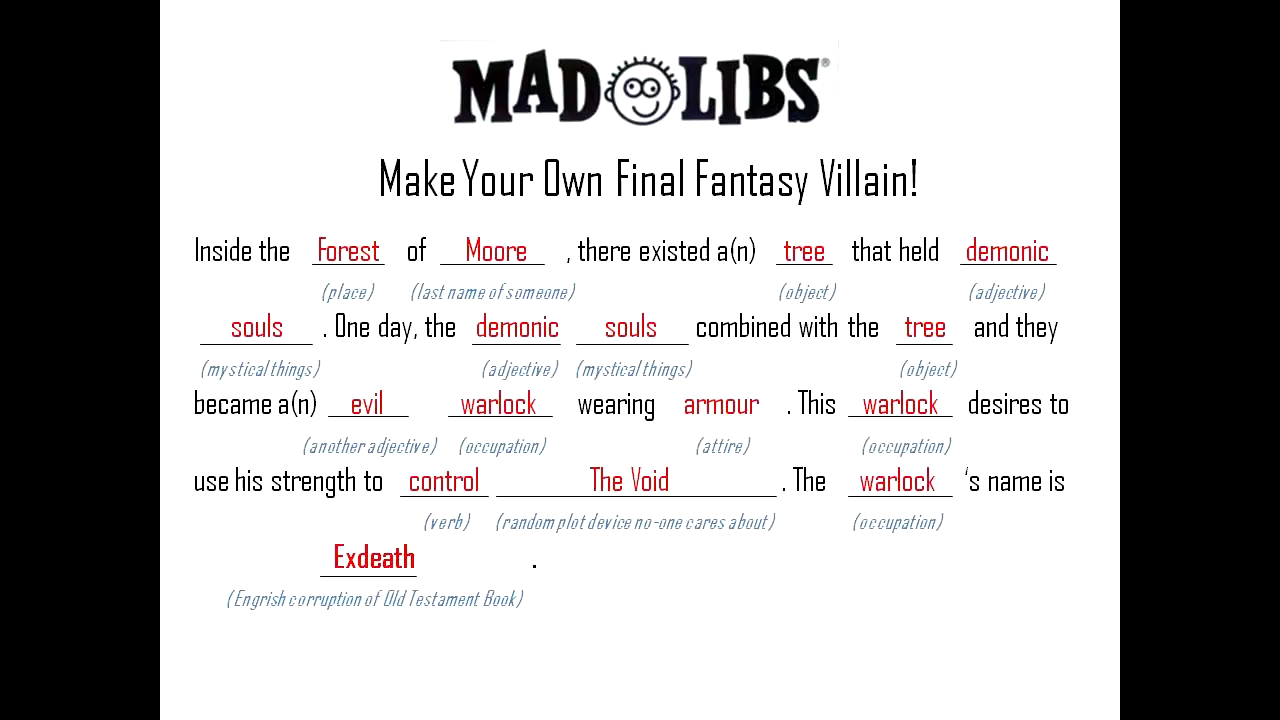 MAD LIBS®
Make Your Own Final Fantasy Villain!
Inside the Forest of Moore , there existed a(n) tree that held demonic
(place) (last name of someone) (object) (adjective)
souls . One day, the demonic souls combined with the tree and they
(mystical things) (adjective) (mystical things) (object)
became a(n) evil warlock wearing armour . This warlock desires to
(another adjective) (occupation) (attire) (occupation)
use his strength to control The Void . The warlock ‘s name is
(verb) (random plot device no-one cares about) (occupation)
Exdeath .
(Engrish corruption of Old Testament Book)